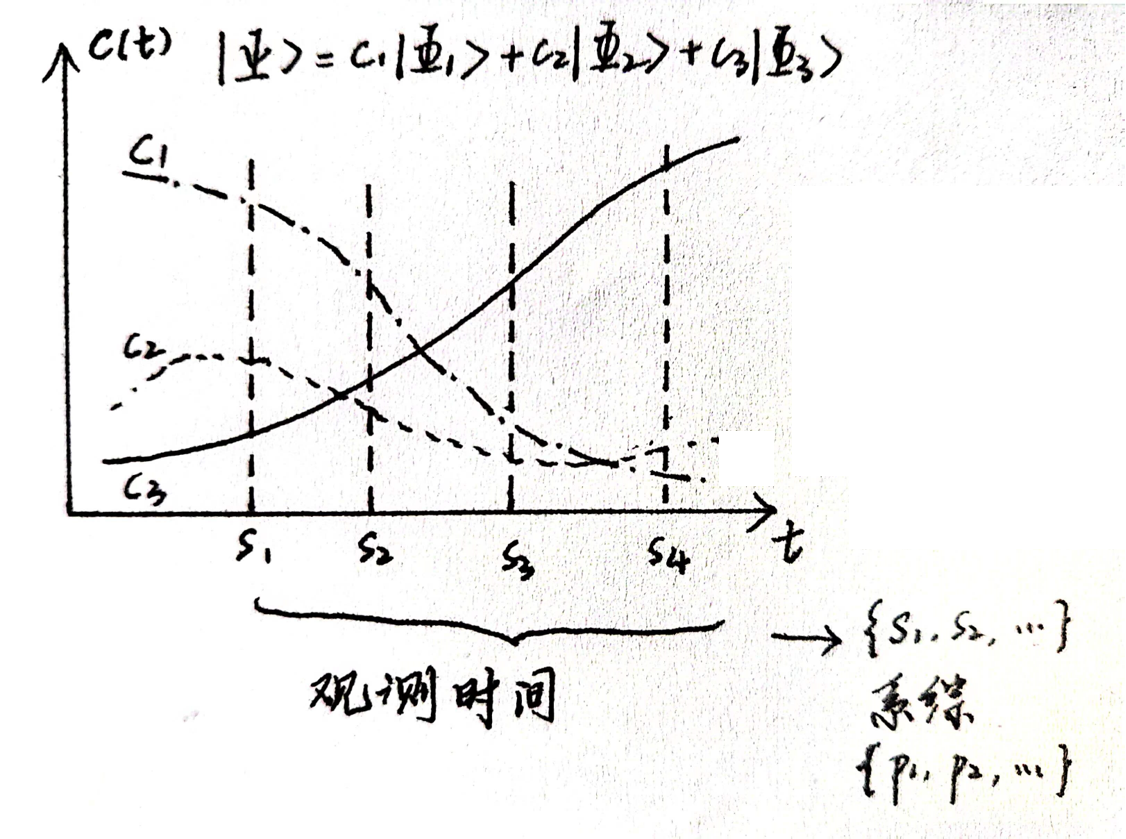 C(t) |Ψ> = C₁|Φ₁> + C₂|Φ₂> + C₃|Φ₃>
C1
C2
C3
S₁ S₂ S₃ S₄ t
观测时间
→ {S₁, S₂, …}
系综
{P₁, P₂, …}